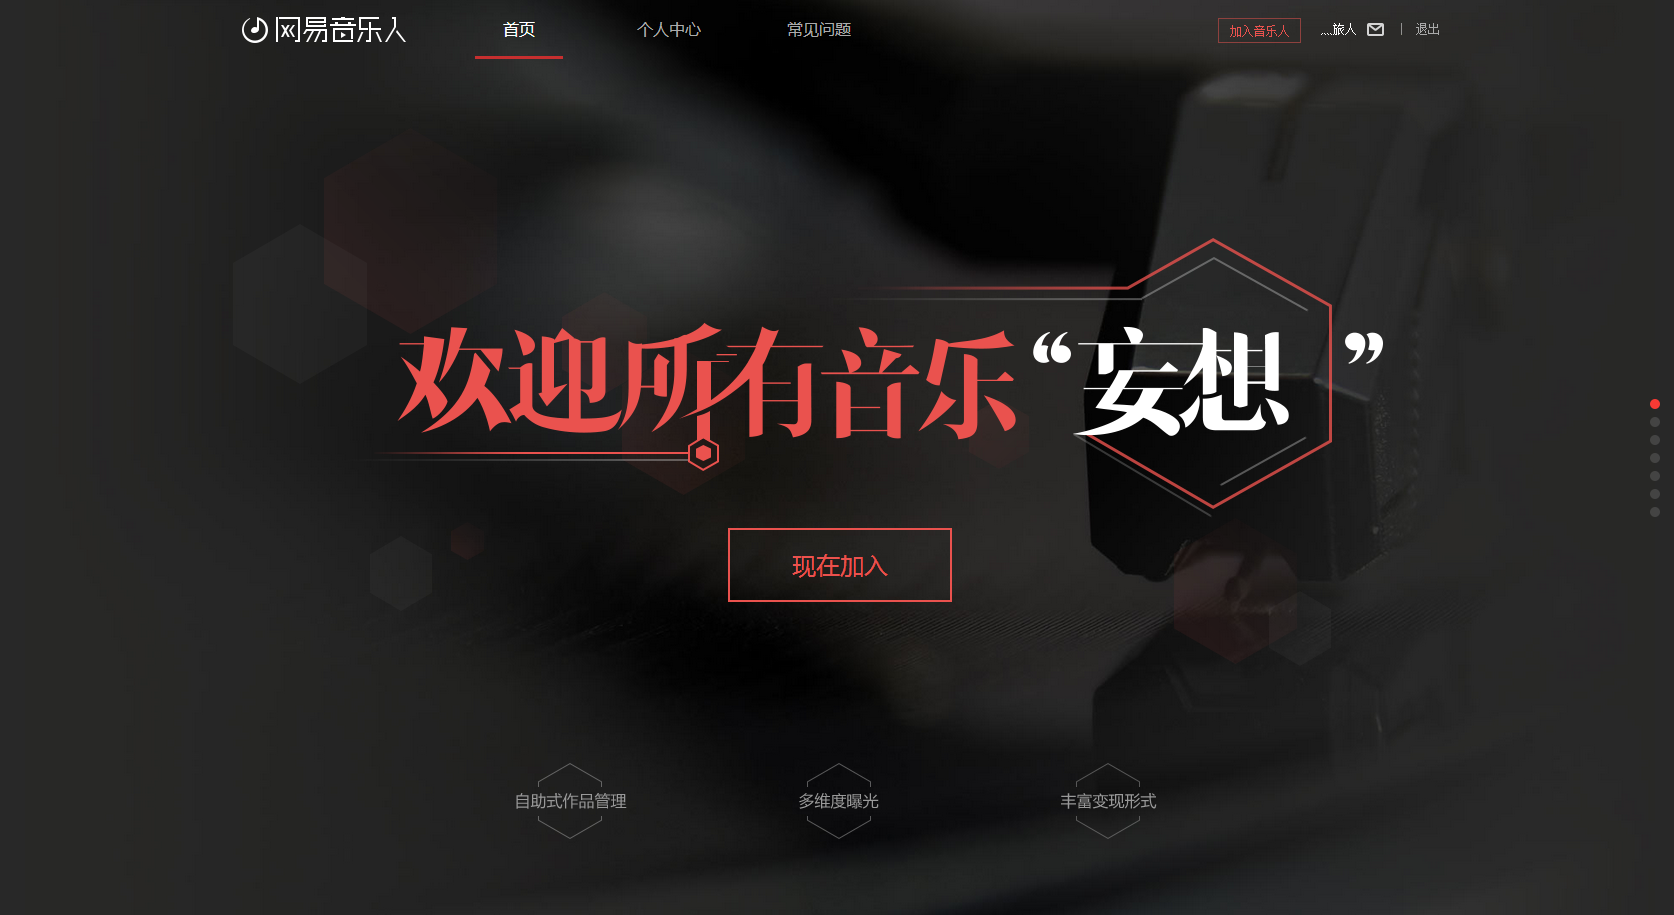 网易音乐人
首页
个人中心
常见问题
加入音乐人
灬旅人
退出
欢迎所有音乐“妄想”
现在加入
自助式作品管理
多维度曝光
丰富变现形式